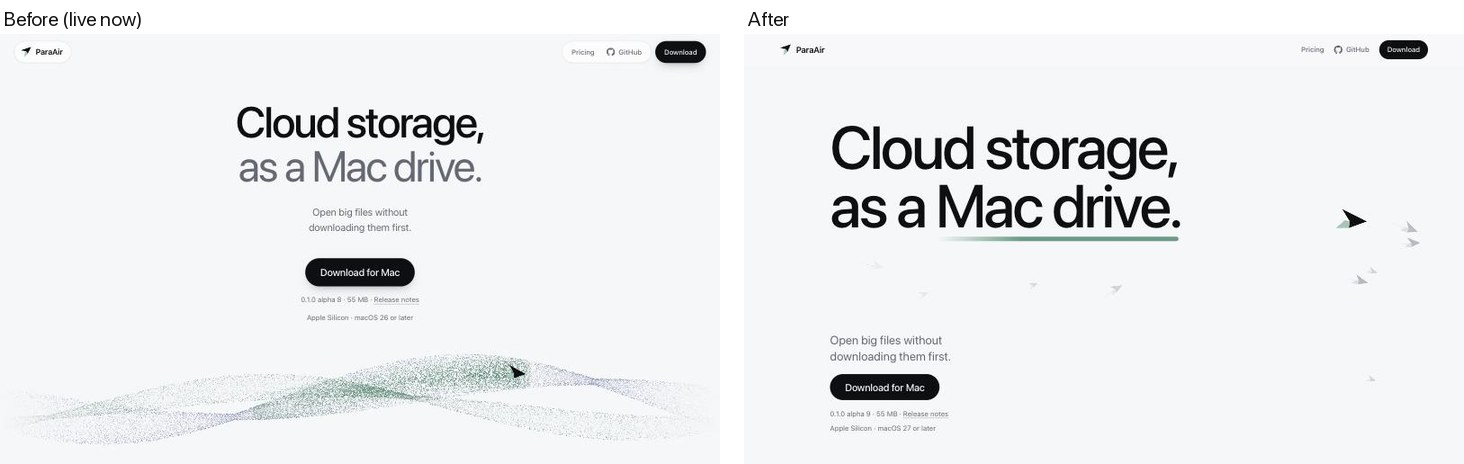 Before (live now)
ParaAir
Pricing GitHub Download
Cloud storage,
as a Mac drive.
Open big files without
downloading them first.
Download for Mac
0.1.0 alpha 8 · 55 MB · Release notes
Apple Silicon · macOS 26 or later
After
ParaAir
Pricing GitHub Download
Cloud storage,
as a Mac drive.
Open big files without
downloading them first.
Download for Mac
0.1.0 alpha 9 · 55 MB · Release notes
Apple Silicon · macOS 27 or later